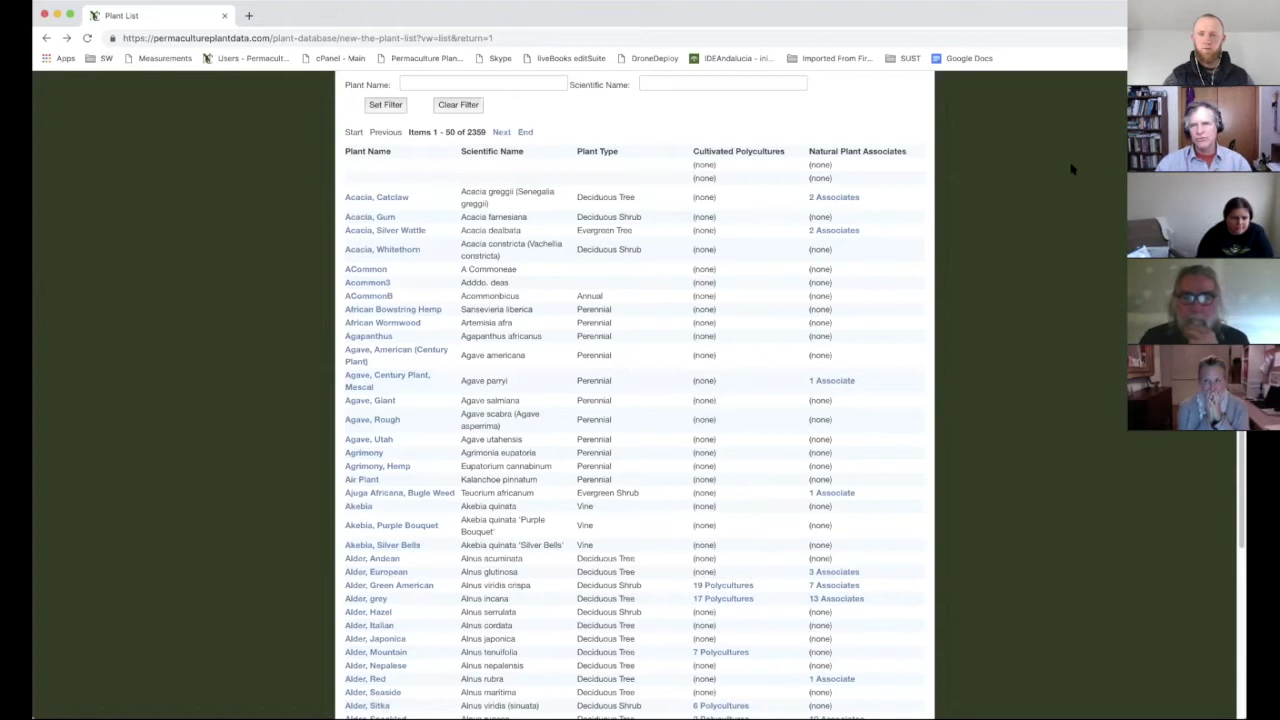 Plant List
https://permacultureplantdata.com/plant-database/new-the-plant-list?vw=list&return=1
Apps SW Measurements Users - Permacult... cPanel - Main Permaculture Plan... Skype liveBooks editSuite DroneDeploy IDEAndalucia - ini... Imported From Fir... SUST Google Docs
Plant Name: Scientific Name:
Set Filter Clear Filter
Start Previous Items 1 - 50 of 2359 Next End
Plant Name Scientific Name Plant Type Cultivated Polycultures Natural Plant Associates
(none) (none)
(none) (none)
Acacia, Catclaw Acacia greggii (Senegalia greggii) Deciduous Tree (none) 2 Associates
Acacia, Gum Acacia farnesiana Deciduous Shrub (none) (none)
Acacia, Silver Wattle Acacia dealbata Evergreen Tree (none) 2 Associates
Acacia, Whitethorn Acacia constricta (Vachellia constricta) Deciduous Shrub (none) (none)
ACommon A Commoneae (none) (none)
Acommon3 Adddo. deas (none) (none)
ACommonB Acommonbicus Annual (none) (none)
African Bowstring Hemp Sansevieria liberica Perennial (none) (none)
African Wormwood Artemisia afra Perennial (none) (none)
Agapanthus Agapanthus africanus Perennial (none) (none)
Agave, American (Century Plant) Agave americana Perennial (none) (none)
Agave, Century Plant, Mescal Agave parryi Perennial (none) 1 Associate
Agave, Giant Agave salmiana Perennial (none) (none)
Agave, Rough Agave scabra (Agave asperrima) Perennial (none) (none)
Agave, Utah Agave utahensis Perennial (none) (none)
Agrimony Agrimonia eupatoria Perennial (none) (none)
Agrimony, Hemp Eupatorium cannabinum Perennial (none) (none)
Air Plant Kalanchoe pinnatum Perennial (none) (none)
Ajuga Africana, Bugle Weed Teucrium africanum Evergreen Shrub (none) 1 Associate
Akebia Akebia quinata Vine (none) (none)
Akebia, Purple Bouquet Akebia quinata 'Purple Bouquet' Vine (none) (none)
Akebia, Silver Bells Akebia quinata 'Silver Bells' Vine (none) (none)
Alder, Andean Alnus acuminata Deciduous Tree (none) (none)
Alder, European Alnus glutinosa Deciduous Tree (none) 3 Associates
Alder, Green American Alnus viridis crispa Deciduous Shrub 19 Polycultures 7 Associates
Alder, grey Alnus incana Deciduous Tree 17 Polycultures 13 Associates
Alder, Hazel Alnus serrulata Deciduous Shrub (none) (none)
Alder, Italian Alnus cordata Deciduous Tree (none) (none)
Alder, Japonica Alnus japonica Deciduous Tree (none) (none)
Alder, Mountain Alnus tenuifolia Deciduous Tree 7 Polycultures (none)
Alder, Nepalese Alnus nepalensis Deciduous Tree (none) (none)
Alder, Red Alnus rubra Deciduous Tree (none) 1 Associate
Alder, Seaside Alnus maritima Deciduous Tree (none) (none)
Alder, Sitka Alnus viridis (sinuata) Deciduous Shrub 6 Polycultures (none)